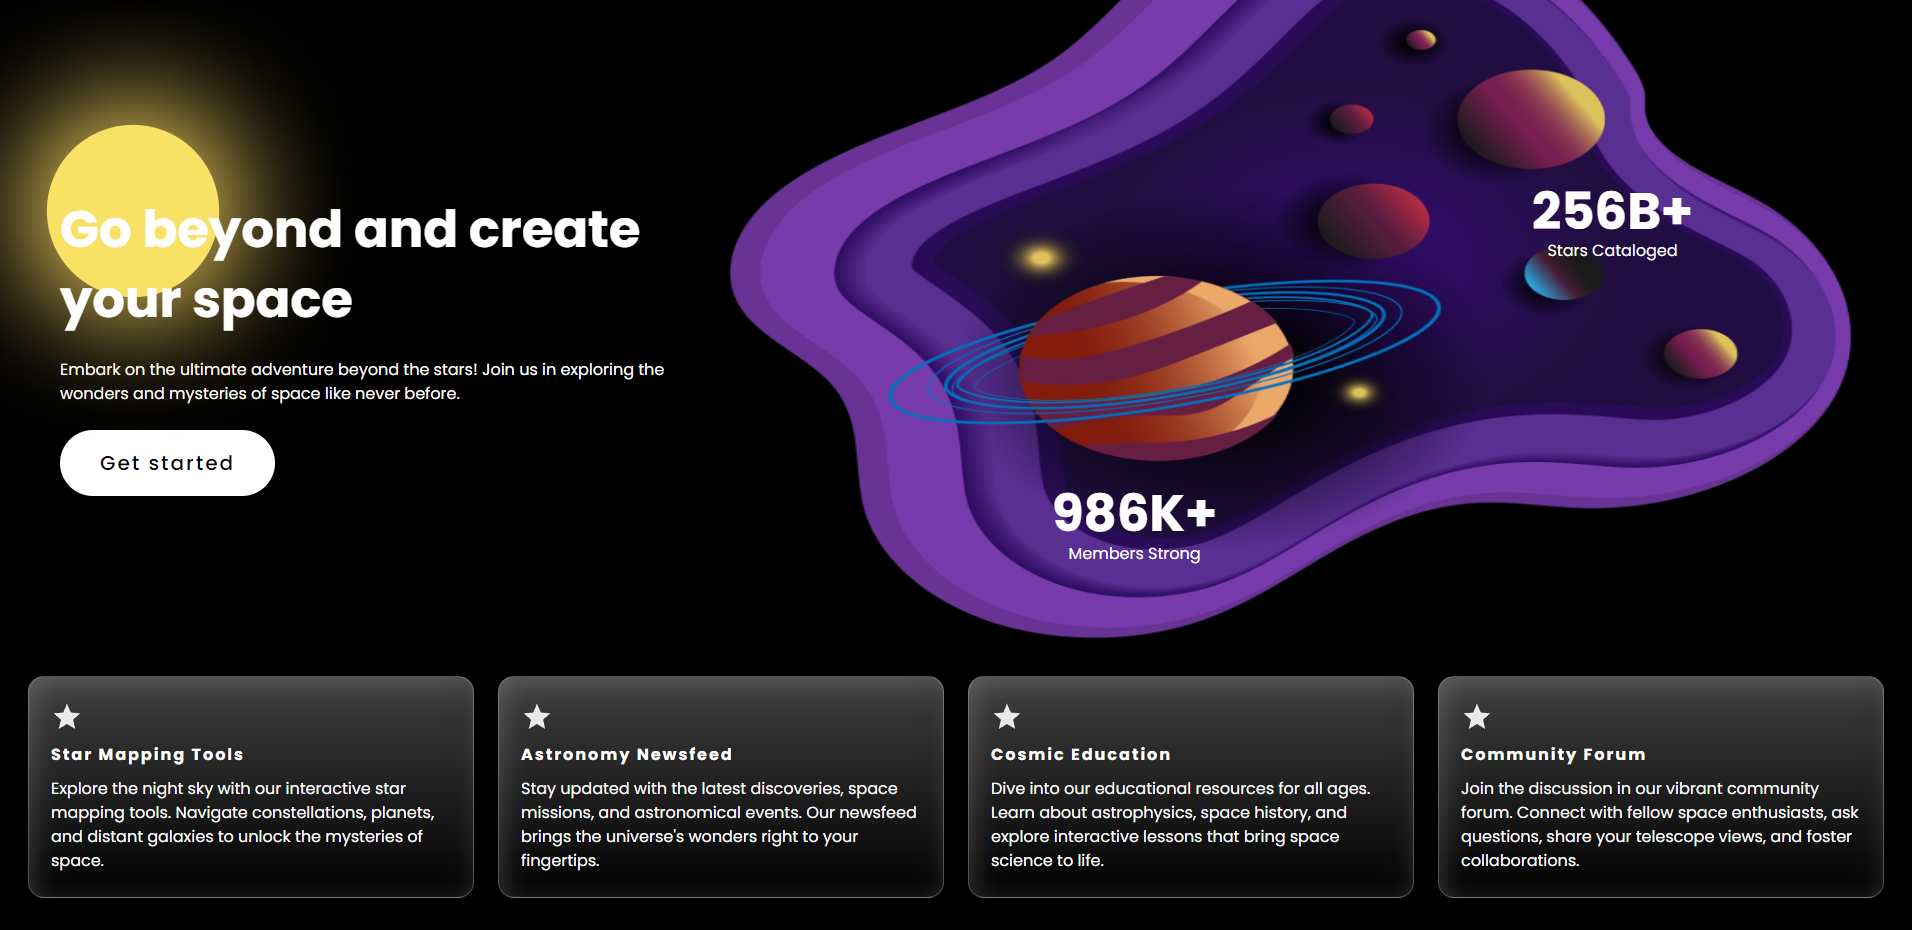 Go beyond and create
your space
Embark on the ultimate adventure beyond the stars! Join us in exploring the
wonders and mysteries of space like never before.
Get started
256B+
Stars Cataloged
986K+
Members Strong
Star Mapping Tools
Explore the night sky with our interactive star
mapping tools. Navigate constellations, planets,
and distant galaxies to unlock the mysteries of
space.
Astronomy Newsfeed
Stay updated with the latest discoveries, space
missions, and astronomical events. Our newsfeed
brings the universe's wonders right to your
fingertips.
Cosmic Education
Dive into our educational resources for all ages.
Learn about astrophysics, space history, and
explore interactive lessons that bring space
science to life.
Community Forum
Join the discussion in our vibrant community
forum. Connect with fellow space enthusiasts, ask
questions, share your telescope views, and foster
collaborations.